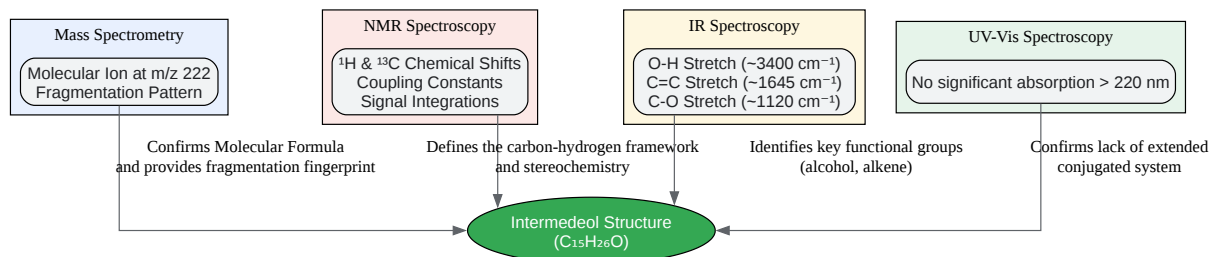 Mass Spectrometry
Molecular Ion at m/z 222
Fragmentation Pattern
NMR Spectroscopy
¹H & ¹³C Chemical Shifts
Coupling Constants
Signal Integrations
IR Spectroscopy
O-H Stretch (~3400 cm⁻¹)
C=C Stretch (~1645 cm⁻¹)
C-O Stretch (~1120 cm⁻¹)
UV-Vis Spectroscopy
No significant absorption > 220 nm
Confirms Molecular Formula
and provides fragmentation fingerprint
Defines the carbon-hydrogen framework
and stereochemistry
Identifies key functional groups
(alcohol, alkene)
Confirms lack of extended
conjugated system
Intermedeol Structure
(C₁₅H₂₆O)